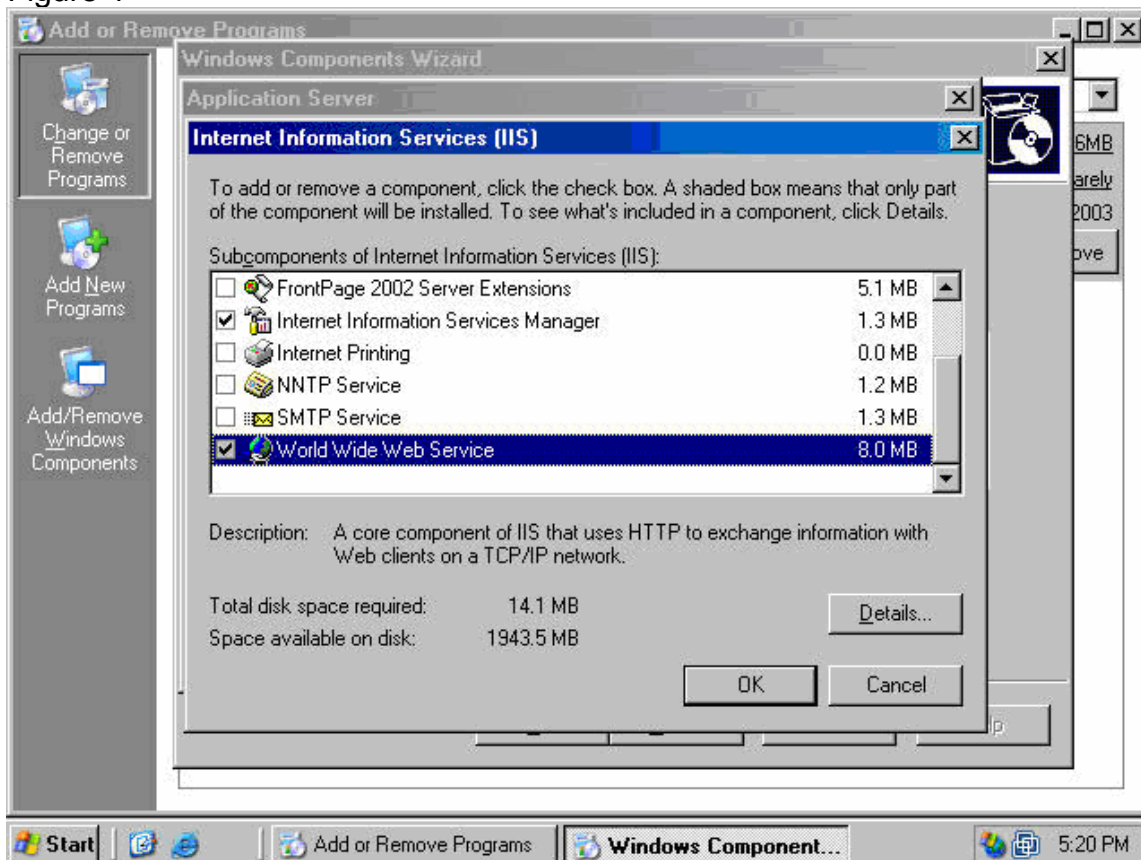 Add or Remove Programs
Windows Components Wizard
Application Server
Internet Information Services (IIS)
Change or
Remove
Programs
Add New
Programs
Add/Remove
Windows
Components
To add or remove a component, click the check box. A shaded box means that only part
of the component will be installed. To see what's included in a component, click Details.
Subcomponents of Internet Information Services (IIS):
FrontPage 2002 Server Extensions 5.1 MB
Internet Information Services Manager 1.3 MB
Internet Printing 0.0 MB
NNTP Service 1.2 MB
SMTP Service 1.3 MB
World Wide Web Service 8.0 MB
Description: A core component of IIS that uses HTTP to exchange information with
Web clients on a TCP/IP network.
Total disk space required: 14.1 MB
Space available on disk: 1943.5 MB
Details...
OK Cancel
6MB
arely
2003
ove
lp
Start Add or Remove Programs Windows Component... 5:20 PM